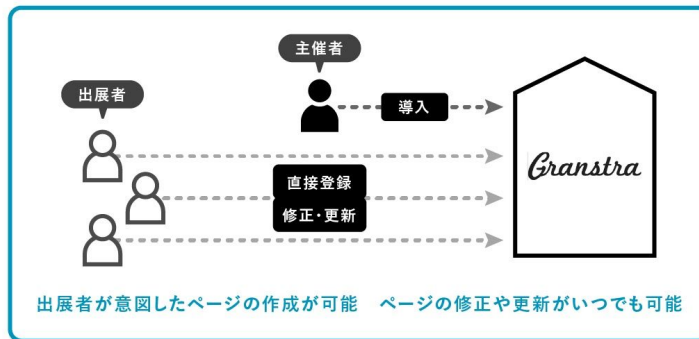 主催者
出展者
導入
Granstra
直接登録
修正・更新
出展者が意図したページの作成が可能 ページの修正や更新がいつでも可能